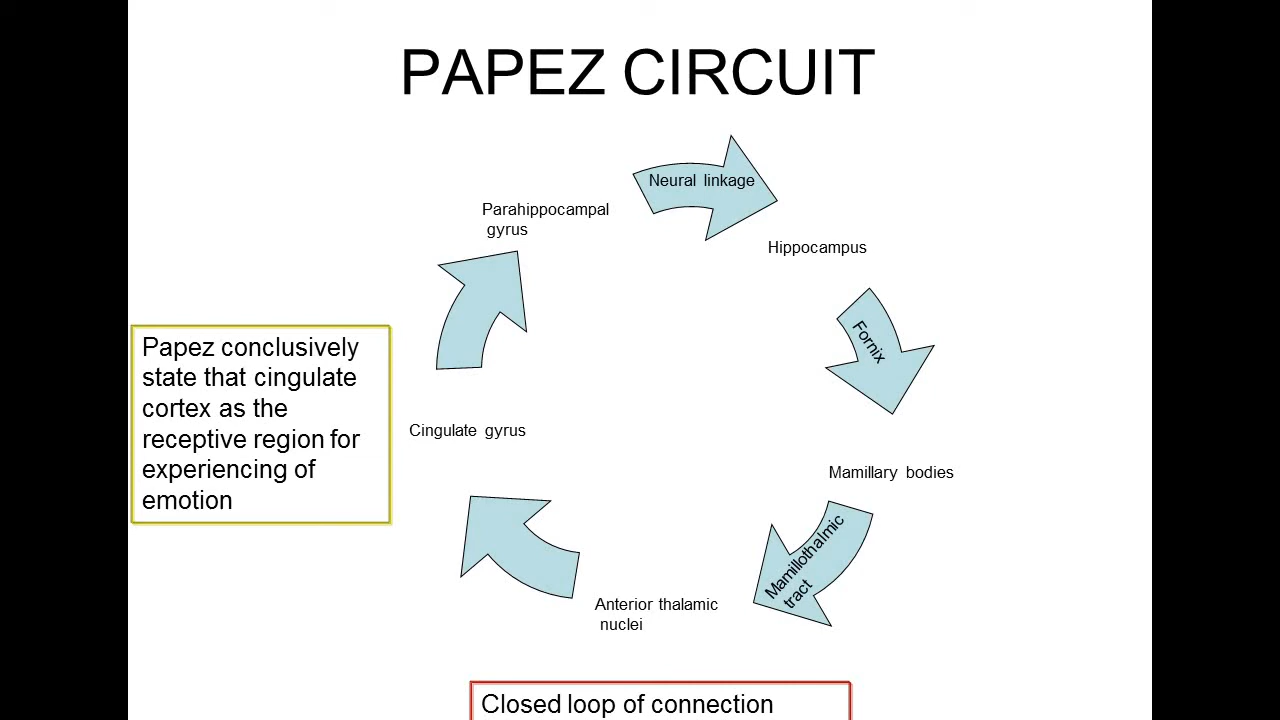 PAPEZ CIRCUIT
Neural linkage
Parahippocampal
gyrus
Hippocampus
Fornix
Papez conclusively
state that cingulate
cortex as the
receptive region for
experiencing of
emotion
Cingulate gyrus
Mamillary bodies
Mamillothalmic
tract
Anterior thalamic
nuclei
Closed loop of connection